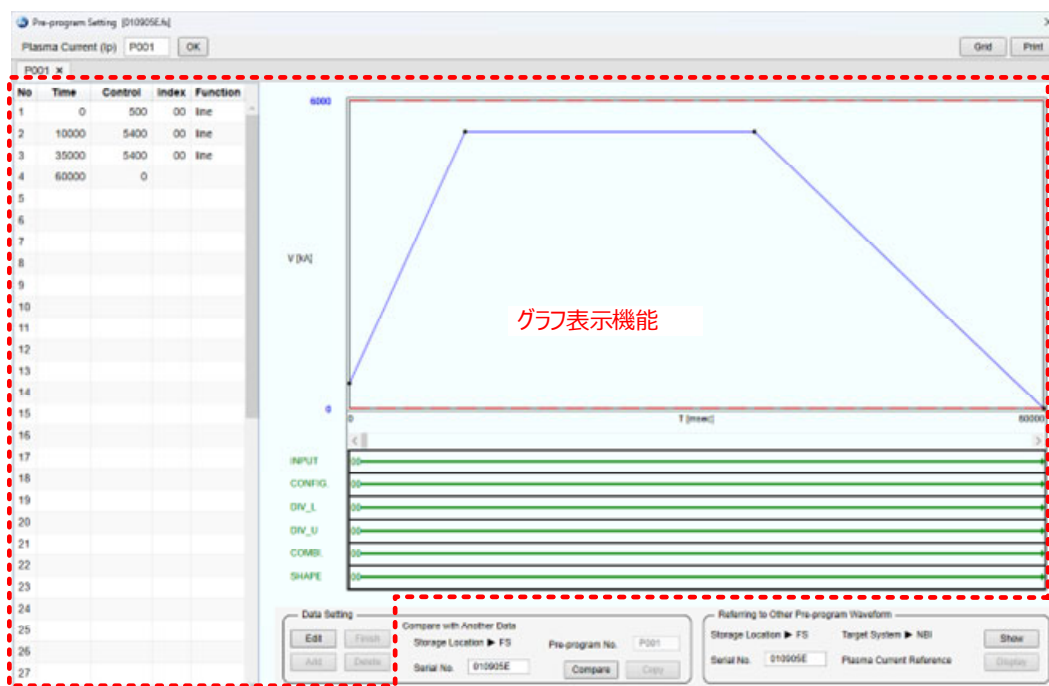 Pre-program Setting [010905E.fs]
Plasma Current (Ip) P001 OK Grid Print
P001 ×
No Time Control Index Function
1 0 500 00 line
2 10000 5400 00 line
3 35000 5400 00 line
4 60000 0
5
6
7
8
9
10
11
12
13
14
15
16
17
18
19
20
21
22
23
24
25
26
27
6000
V [kA]
グラフ表示機能
0
0 T [msec] 60000
INPUT 00
CONFIG. 00
DIV_L 00
DIV_U 00
COMBI. 00
SHAPE 00
Data Setting
Edit Finish
Add Delete
Compare with Another Data
Storage Location ▶ FS Pre-program No. P001
Serial No. 010905E Compare Copy
Referring to Other Pre-program Waveform
Storage Location ▶ FS Target System ▶ NBI Show
Serial No. 010905E Plasma Current Reference Display